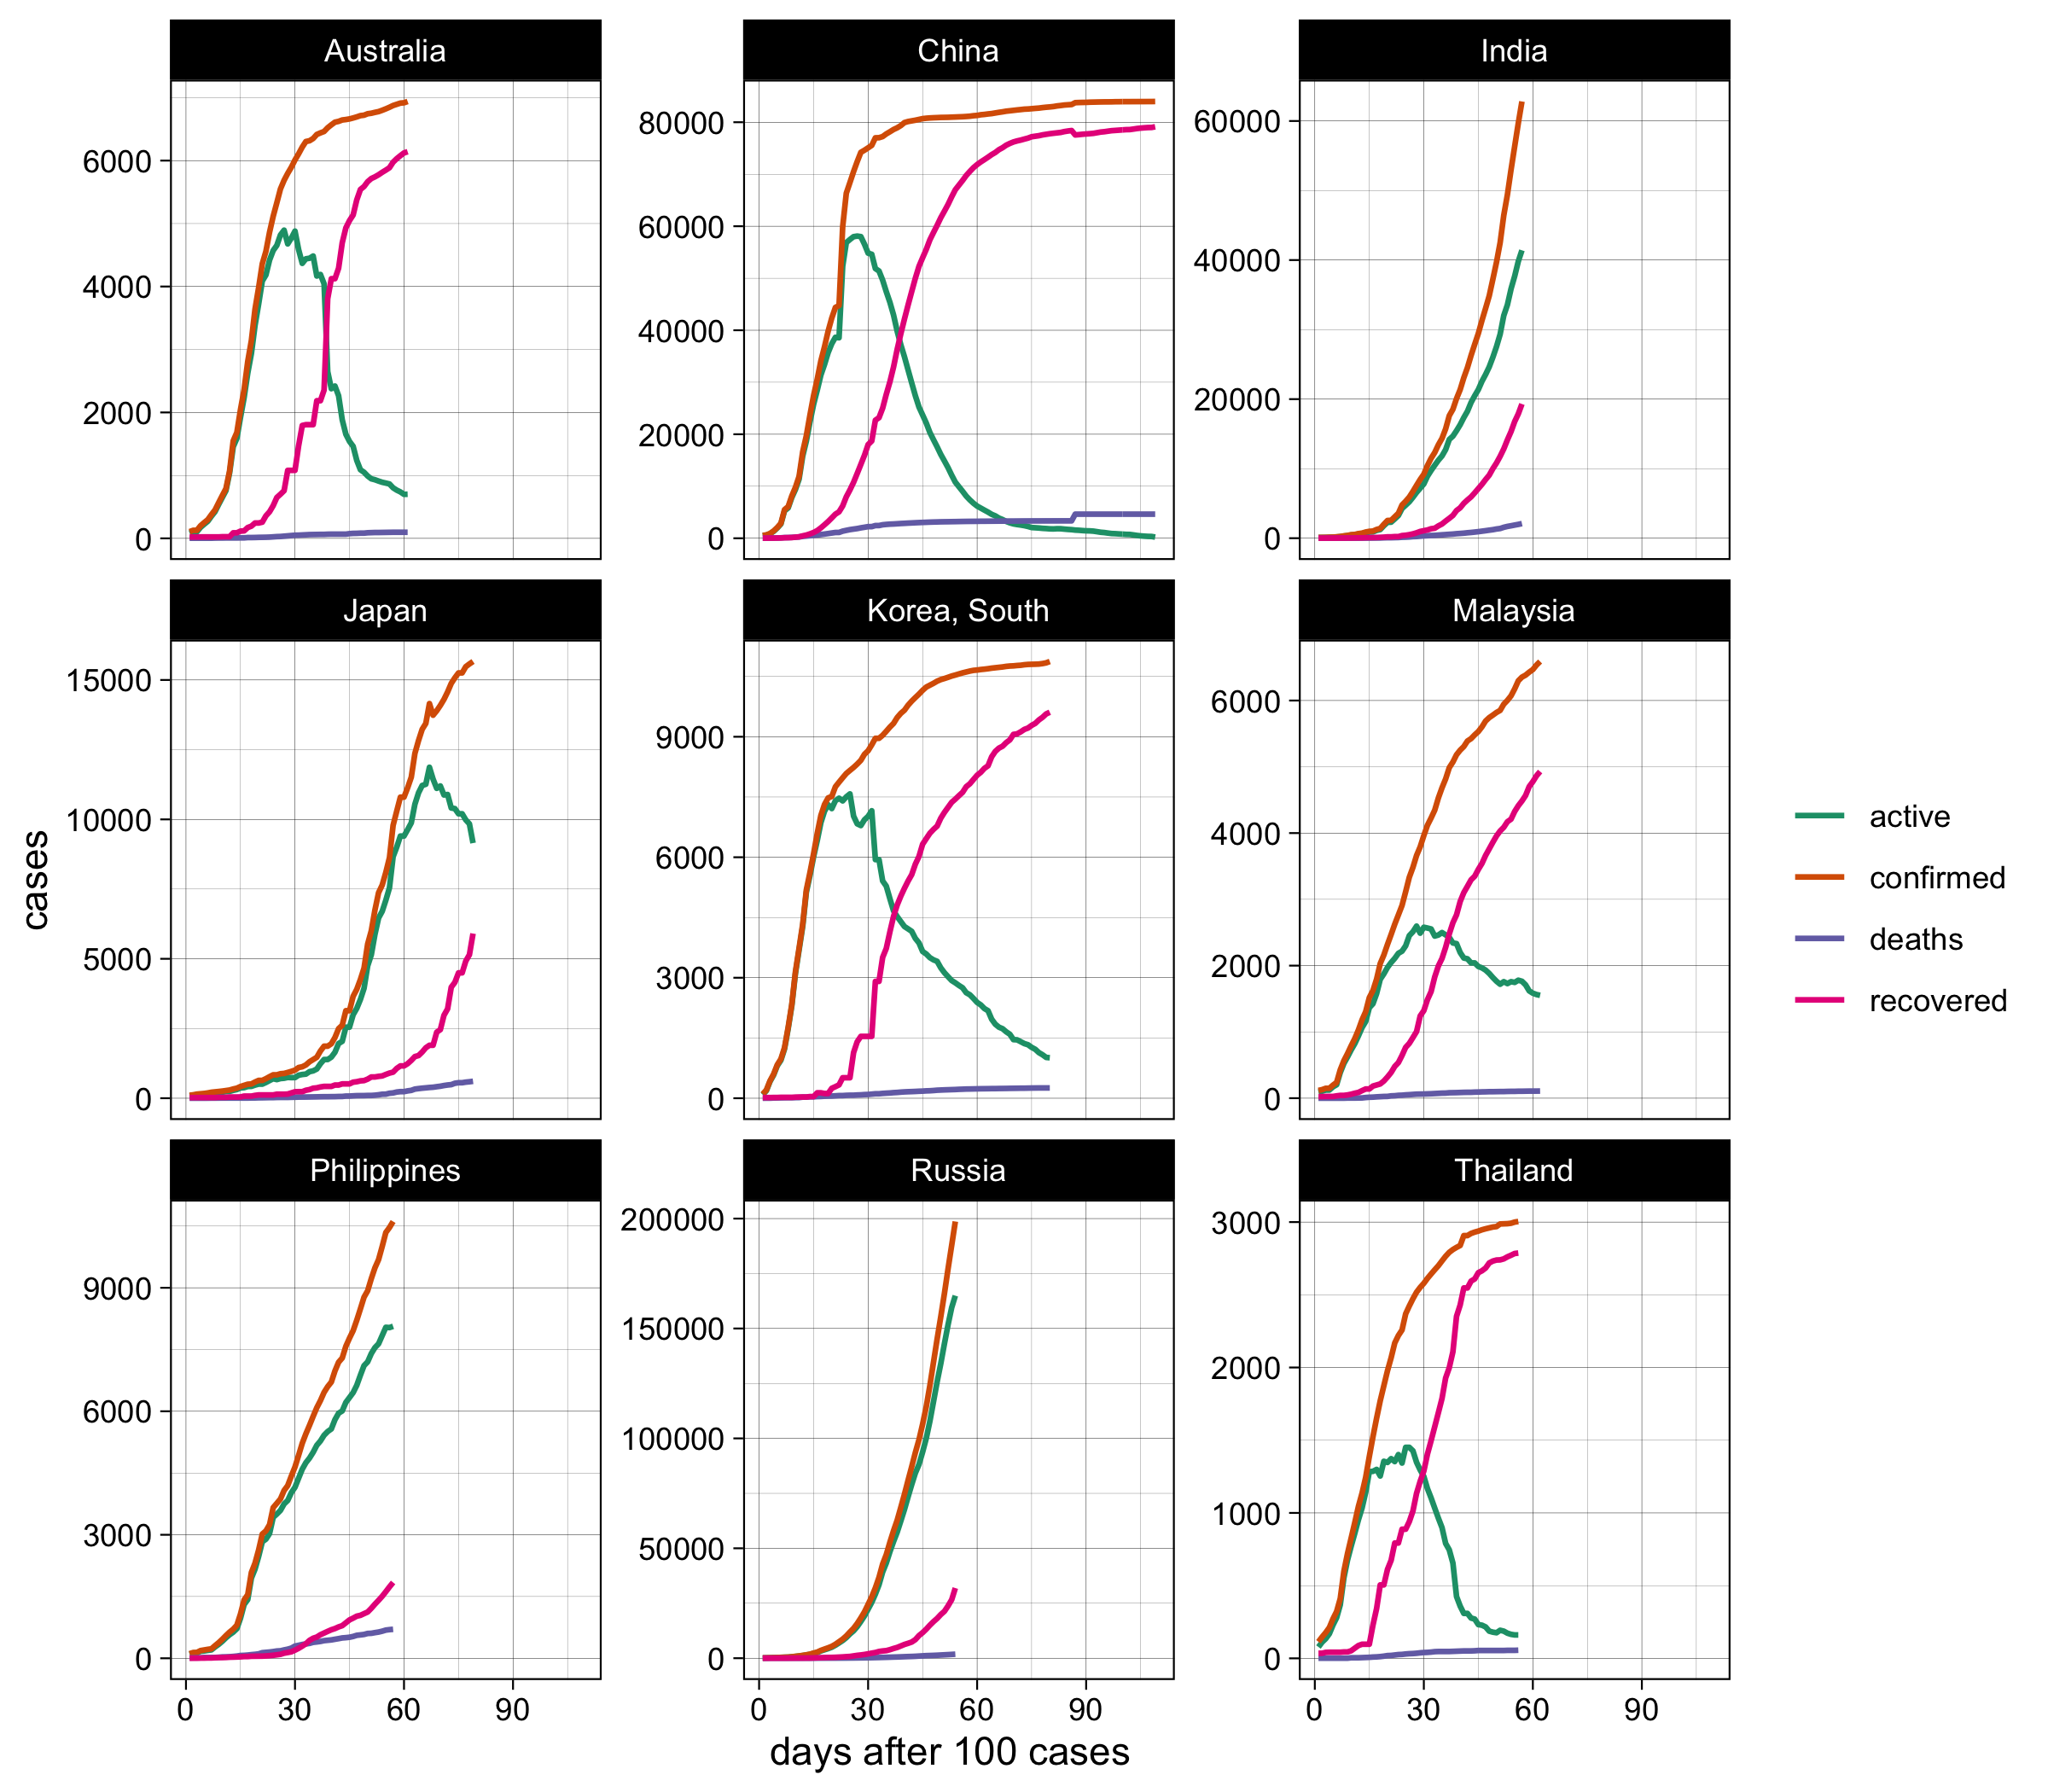 Australia
China
India
6000
4000
2000
0
80000
60000
40000
20000
0
60000
40000
20000
0
Japan
Korea, South
Malaysia
15000
10000
5000
0
9000
6000
3000
0
6000
4000
2000
0
Philippines
Russia
Thailand
9000
6000
3000
0
200000
150000
100000
50000
0
3000
2000
1000
0
0 30 60 90
0 30 60 90
0 30 60 90
days after 100 cases
cases
active
confirmed
deaths
recovered